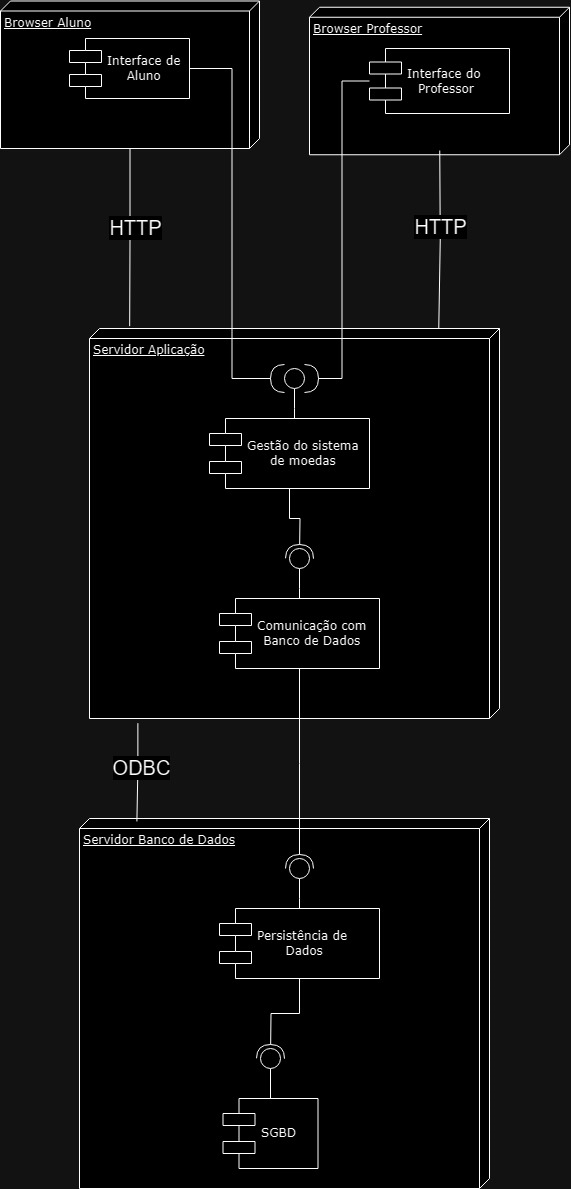 Browser Aluno
Interface de
Aluno
Browser Professor
Interface do
Professor
HTTP
HTTP
Servidor Aplicação
Gestão do sistema
de moedas
Comunicação com
Banco de Dados
ODBC
Servidor Banco de Dados
Persistência de
Dados
SGBD